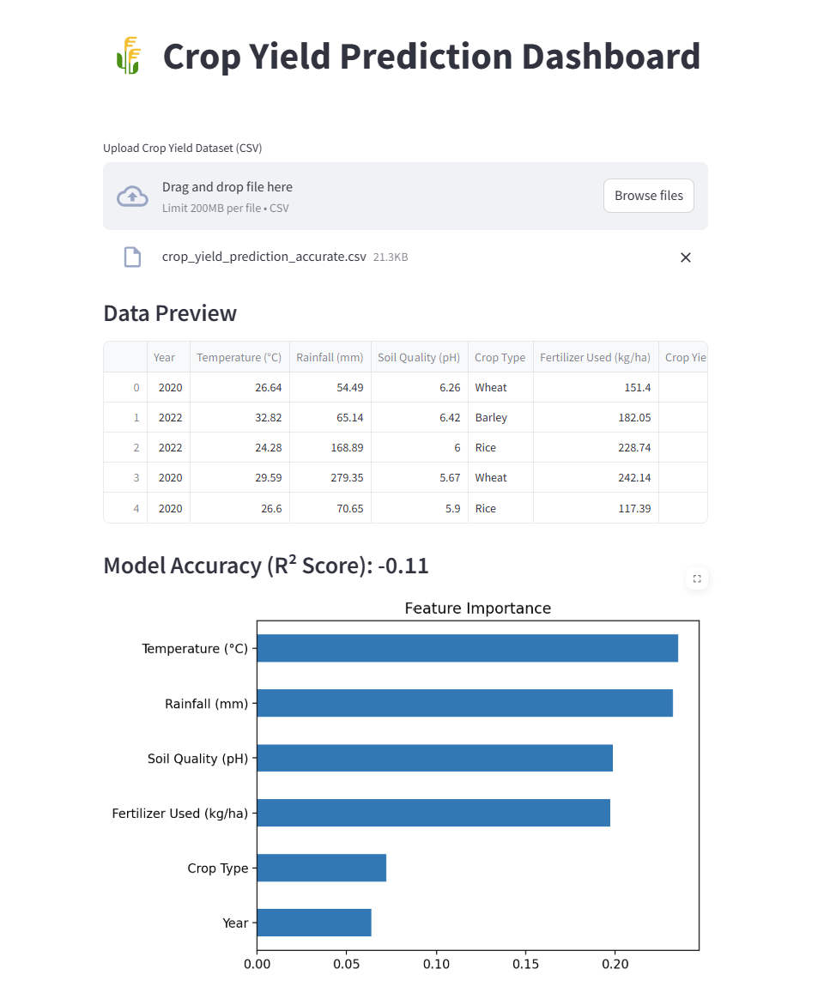 Crop Yield Prediction Dashboard
Upload Crop Yield Dataset (CSV)
Drag and drop file here
Limit 200MB per file • CSV
Browse files
crop_yield_prediction_accurate.csv 21.3KB
Data Preview
Year Temperature (°C) Rainfall (mm) Soil Quality (pH) Crop Type Fertilizer Used (kg/ha) Crop Yie
0 2020 26.64 54.49 6.26 Wheat 151.4
1 2022 32.82 65.14 6.42 Barley 182.05
2 2022 24.28 168.89 6 Rice 228.74
3 2020 29.59 279.35 5.67 Wheat 242.14
4 2020 26.6 70.65 5.9 Rice 117.39
Model Accuracy (R² Score): -0.11
Feature Importance
Temperature (°C)
Rainfall (mm)
Soil Quality (pH)
Fertilizer Used (kg/ha)
Crop Type
Year
0.00 0.05 0.10 0.15 0.20